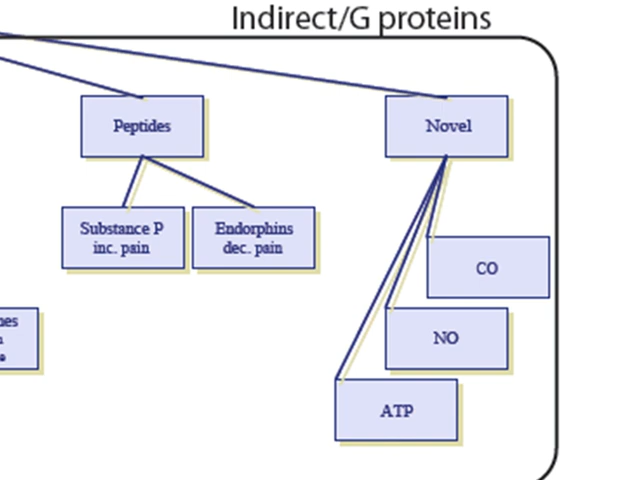 Indirect/G proteins
Peptides
Novel
Substance P
inc. pain
Endorphins
dec. pain
CO
NO
ATP